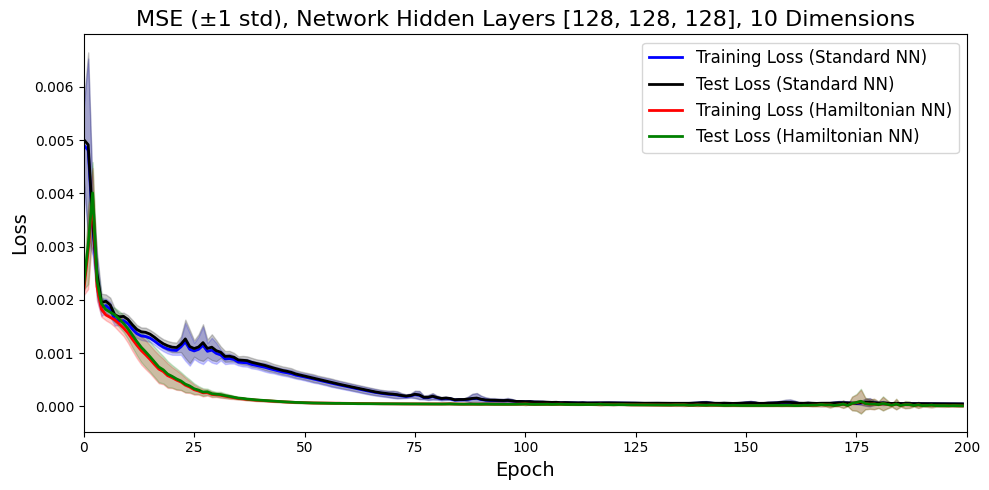 MSE (±1 std), Network Hidden Layers [128, 128, 128], 10 Dimensions
Training Loss (Standard NN)
Test Loss (Standard NN)
Training Loss (Hamiltonian NN)
Test Loss (Hamiltonian NN)
Loss
0.006
0.005
0.004
0.003
0.002
0.001
0.000
0 25 50 75 100 125 150 175 200
Epoch